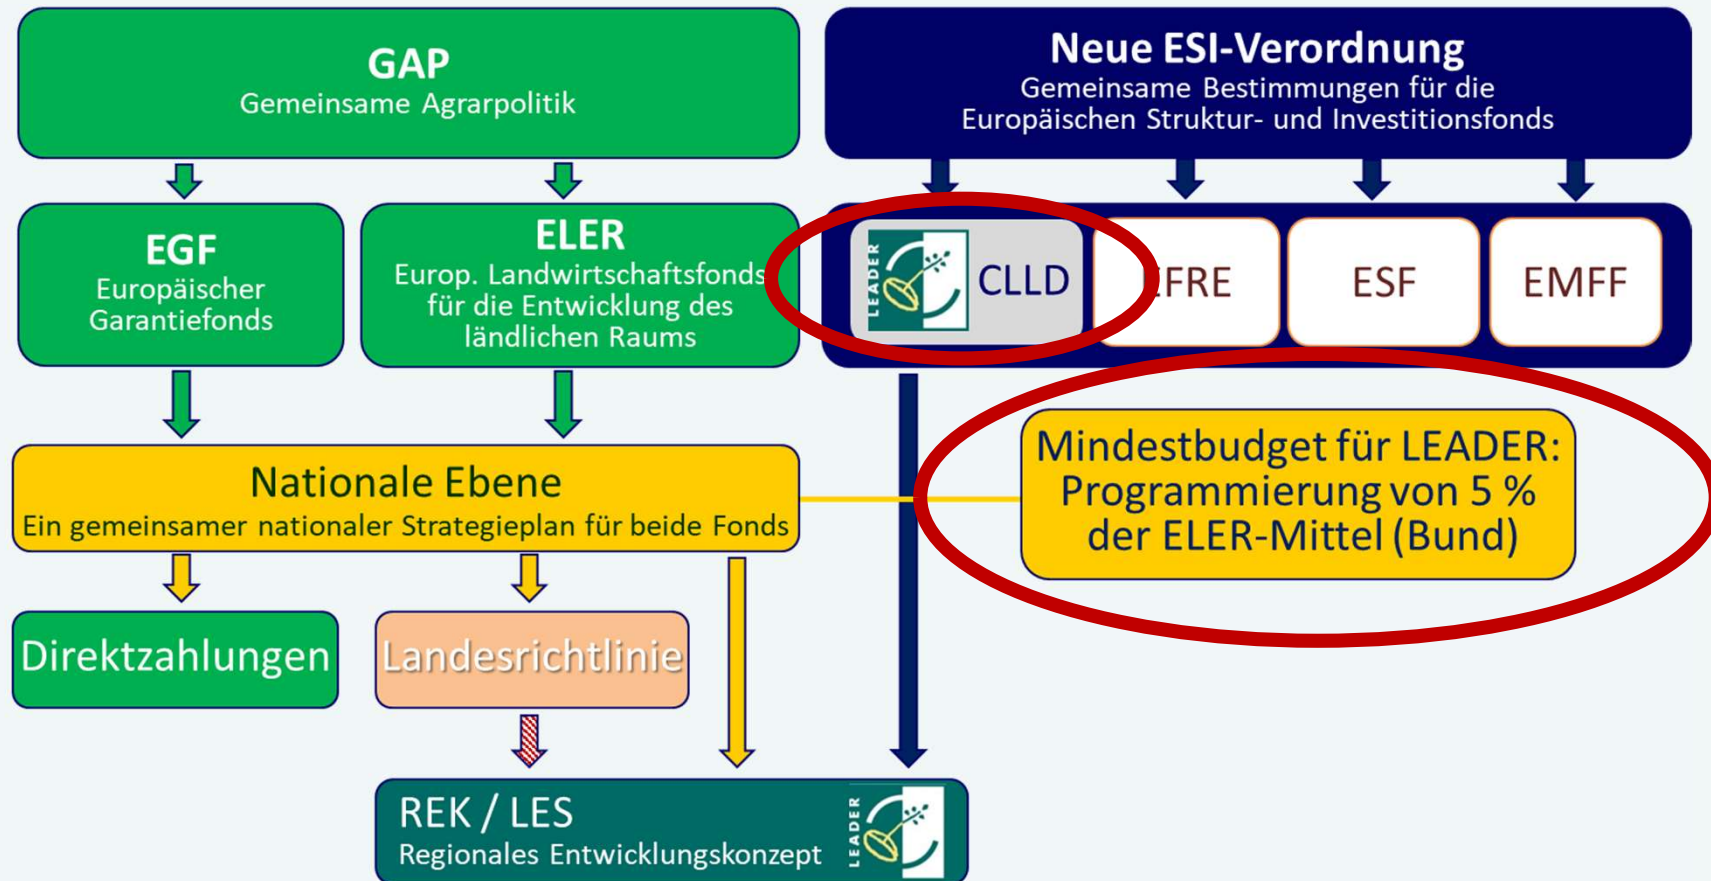 GAP
Gemeinsame Agrarpolitik
Neue ESI-Verordnung
Gemeinsame Bestimmungen für die
Europäischen Struktur- und Investitionsfonds
EGF
Europäischer
Garantiefonds
ELER
Europ. Landwirtschaftsfonds
für die Entwicklung des
ländlichen Raums
LEADER
CLLD
EFRE
ESF
EMFF
Nationale Ebene
Ein gemeinsamer nationaler Strategieplan für beide Fonds
Mindestbudget für LEADER:
Programmierung von 5 %
der ELER-Mittel (Bund)
Direktzahlungen
Landesrichtlinie
REK / LES
Regionales Entwicklungskonzept
LEADER